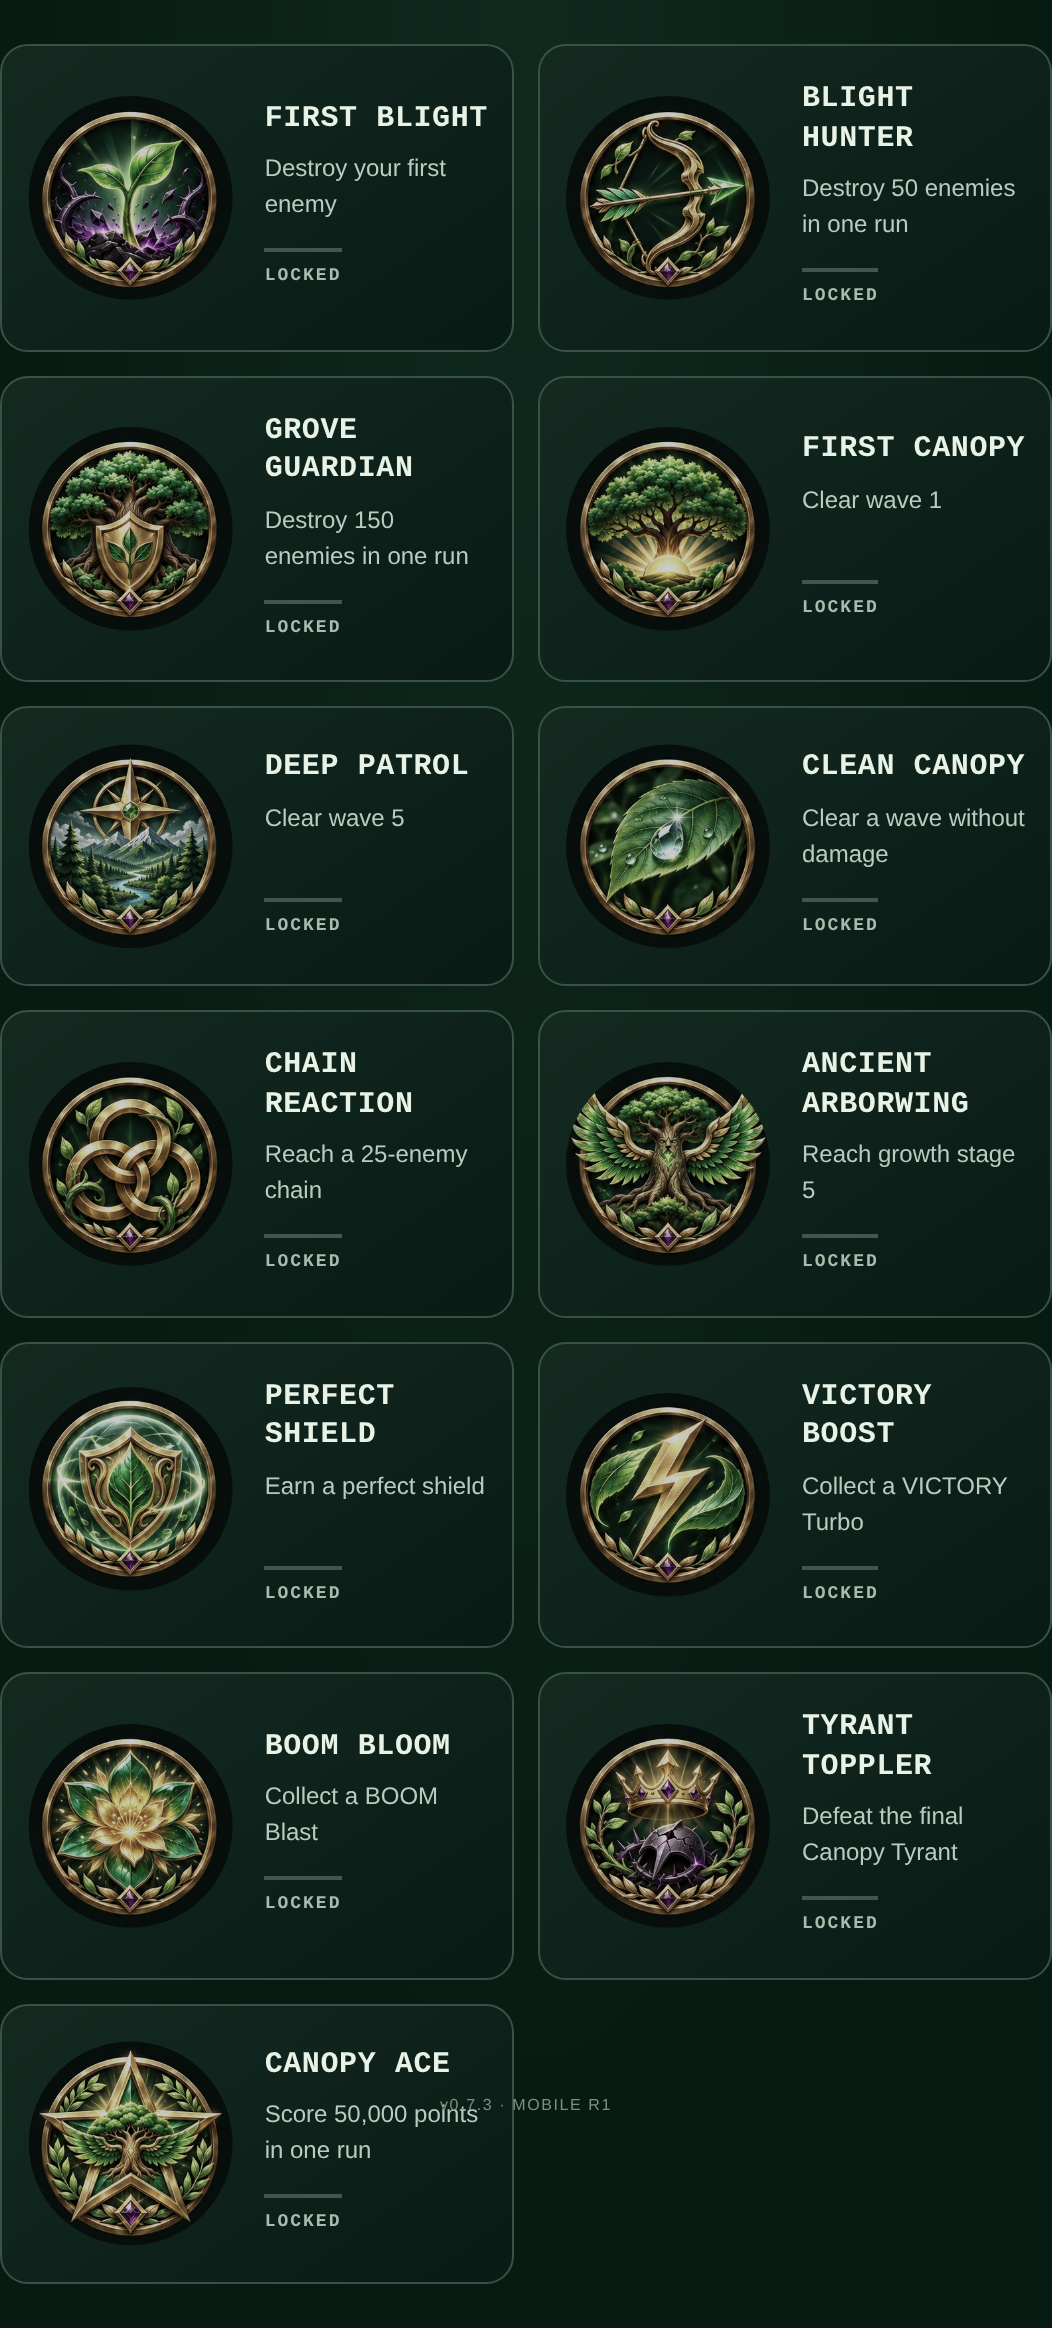 FIRST BLIGHT
Destroy your first
enemy
LOCKED
BLIGHT
HUNTER
Destroy 50 enemies
in one run
LOCKED
GROVE
GUARDIAN
Destroy 150
enemies in one run
LOCKED
FIRST CANOPY
Clear wave 1
LOCKED
DEEP PATROL
Clear wave 5
LOCKED
CLEAN CANOPY
Clear a wave without
damage
LOCKED
CHAIN
REACTION
Reach a 25-enemy
chain
LOCKED
ANCIENT
ARBORWING
Reach growth stage
5
LOCKED
PERFECT
SHIELD
Earn a perfect shield
LOCKED
VICTORY
BOOST
Collect a VICTORY
Turbo
LOCKED
BOOM BLOOM
Collect a BOOM
Blast
LOCKED
TYRANT
TOPPLER
Defeat the final
Canopy Tyrant
LOCKED
CANOPY ACE
Score 50,000 points
in one run
LOCKED
v0.7.3 · MOBILE R1